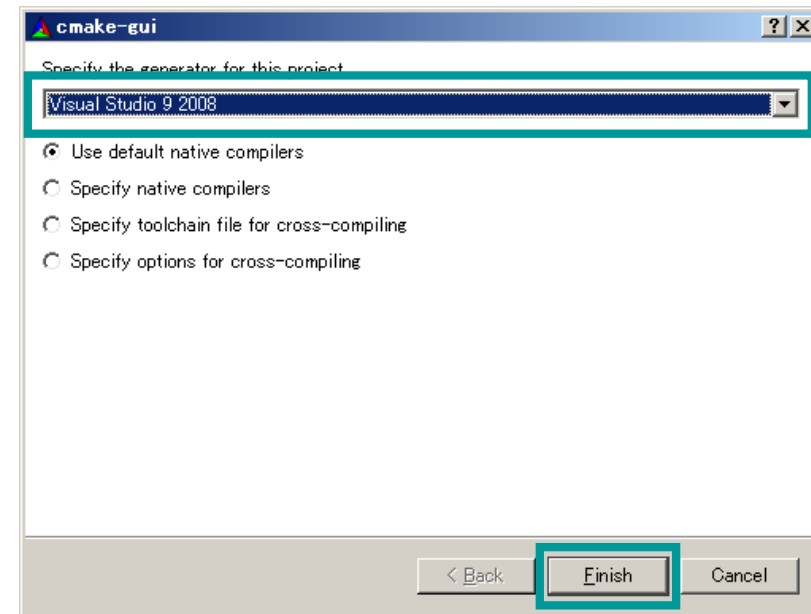 cmake-gui
Specify the generator for this project
Visual Studio 9 2008
Use default native compilers
Specify native compilers
Specify toolchain file for cross-compiling
Specify options for cross-compiling
< Back Finish Cancel